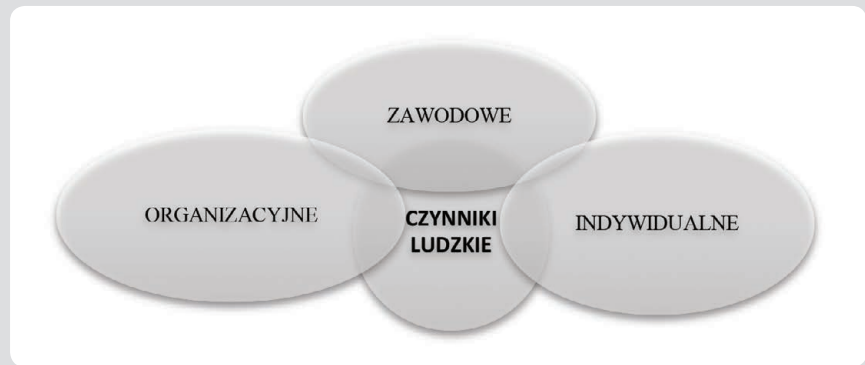 ZAWODOWE
ORGANIZACYJNE
CZYNNIKI
LUDZKIE
INDYWIDUALNE